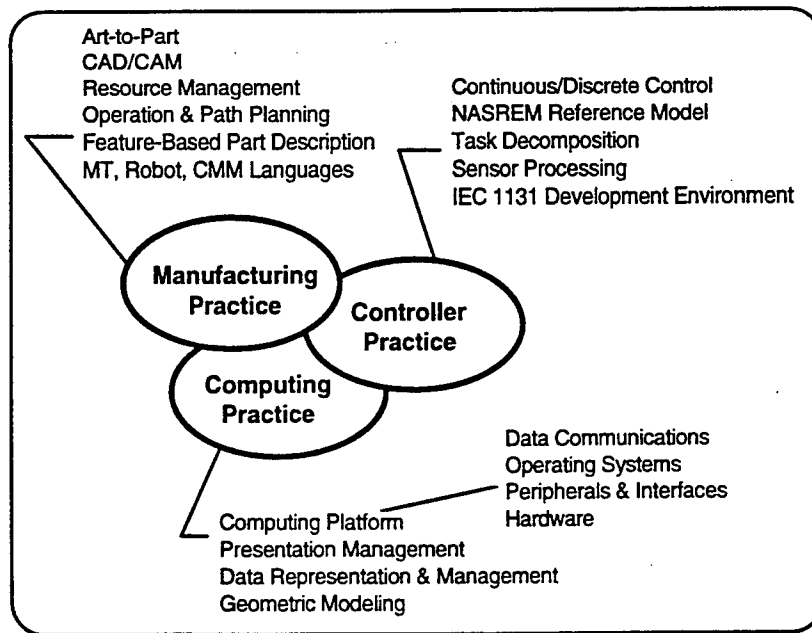 Art-to-Part
CAD/CAM
Resource Management
Operation & Path Planning
Feature-Based Part Description
MT, Robot, CMM Languages
Continuous/Discrete Control
NASREM Reference Model
Task Decomposition
Sensor Processing
IEC 1131 Development Environment
Manufacturing
Practice
Controller
Practice
Computing
Practice
Data Communications
Operating Systems
Peripherals & Interfaces
Hardware
Computing Platform
Presentation Management
Data Representation & Management
Geometric Modeling